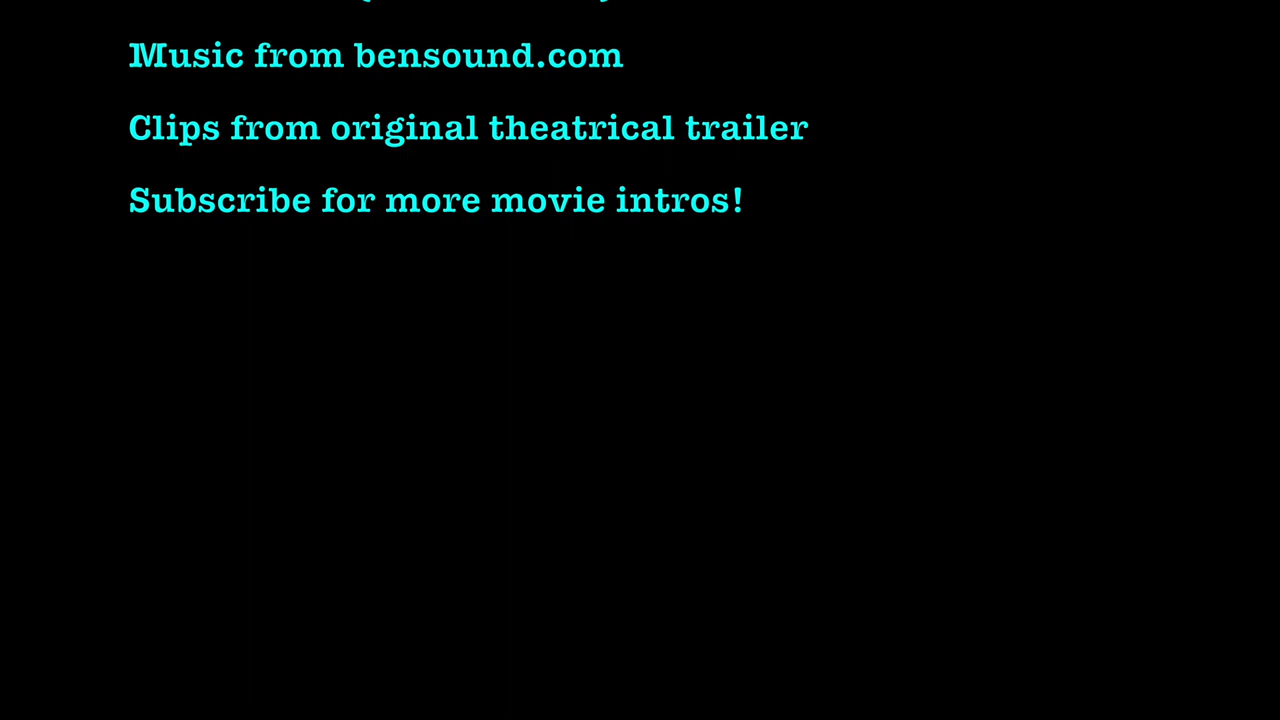 Music from bensound.com
Clips from original theatrical trailer
Subscribe for more movie intros!